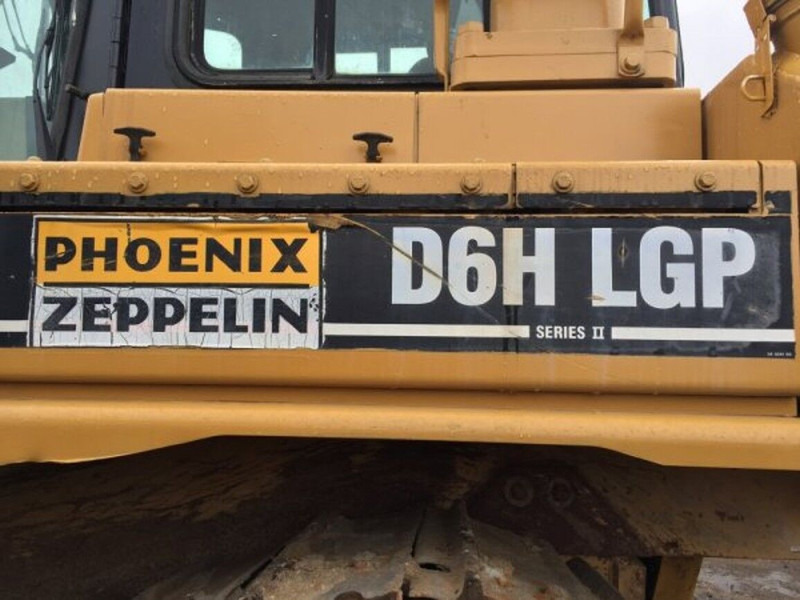 PHOENIX
ZEPPELIN
D6H LGP
SERIES II